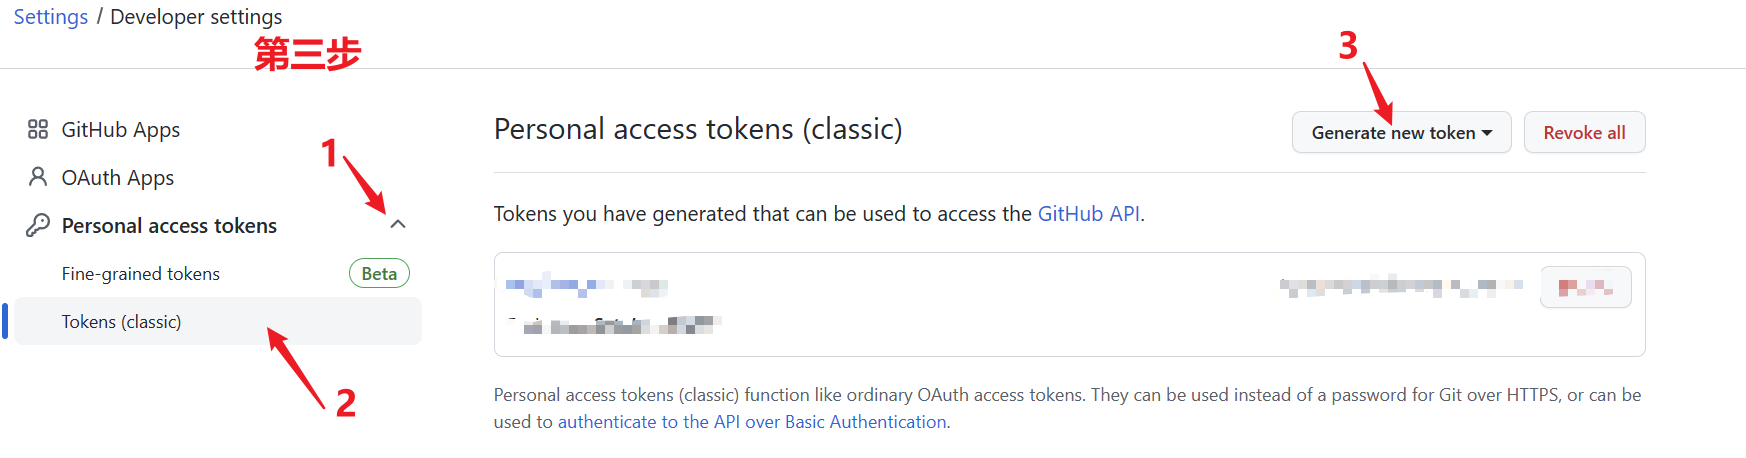 Settings / Developer settings
第三步
3
GitHub Apps
Personal access tokens (classic)
Generate new token
Revoke all
1
OAuth Apps
Personal access tokens
Tokens you have generated that can be used to access the GitHub API.
Fine-grained tokens
Beta
Tokens (classic)
2
Personal access tokens (classic) function like ordinary OAuth access tokens. They can be used instead of a password for Git over HTTPS, or can be
used to authenticate to the API over Basic Authentication.